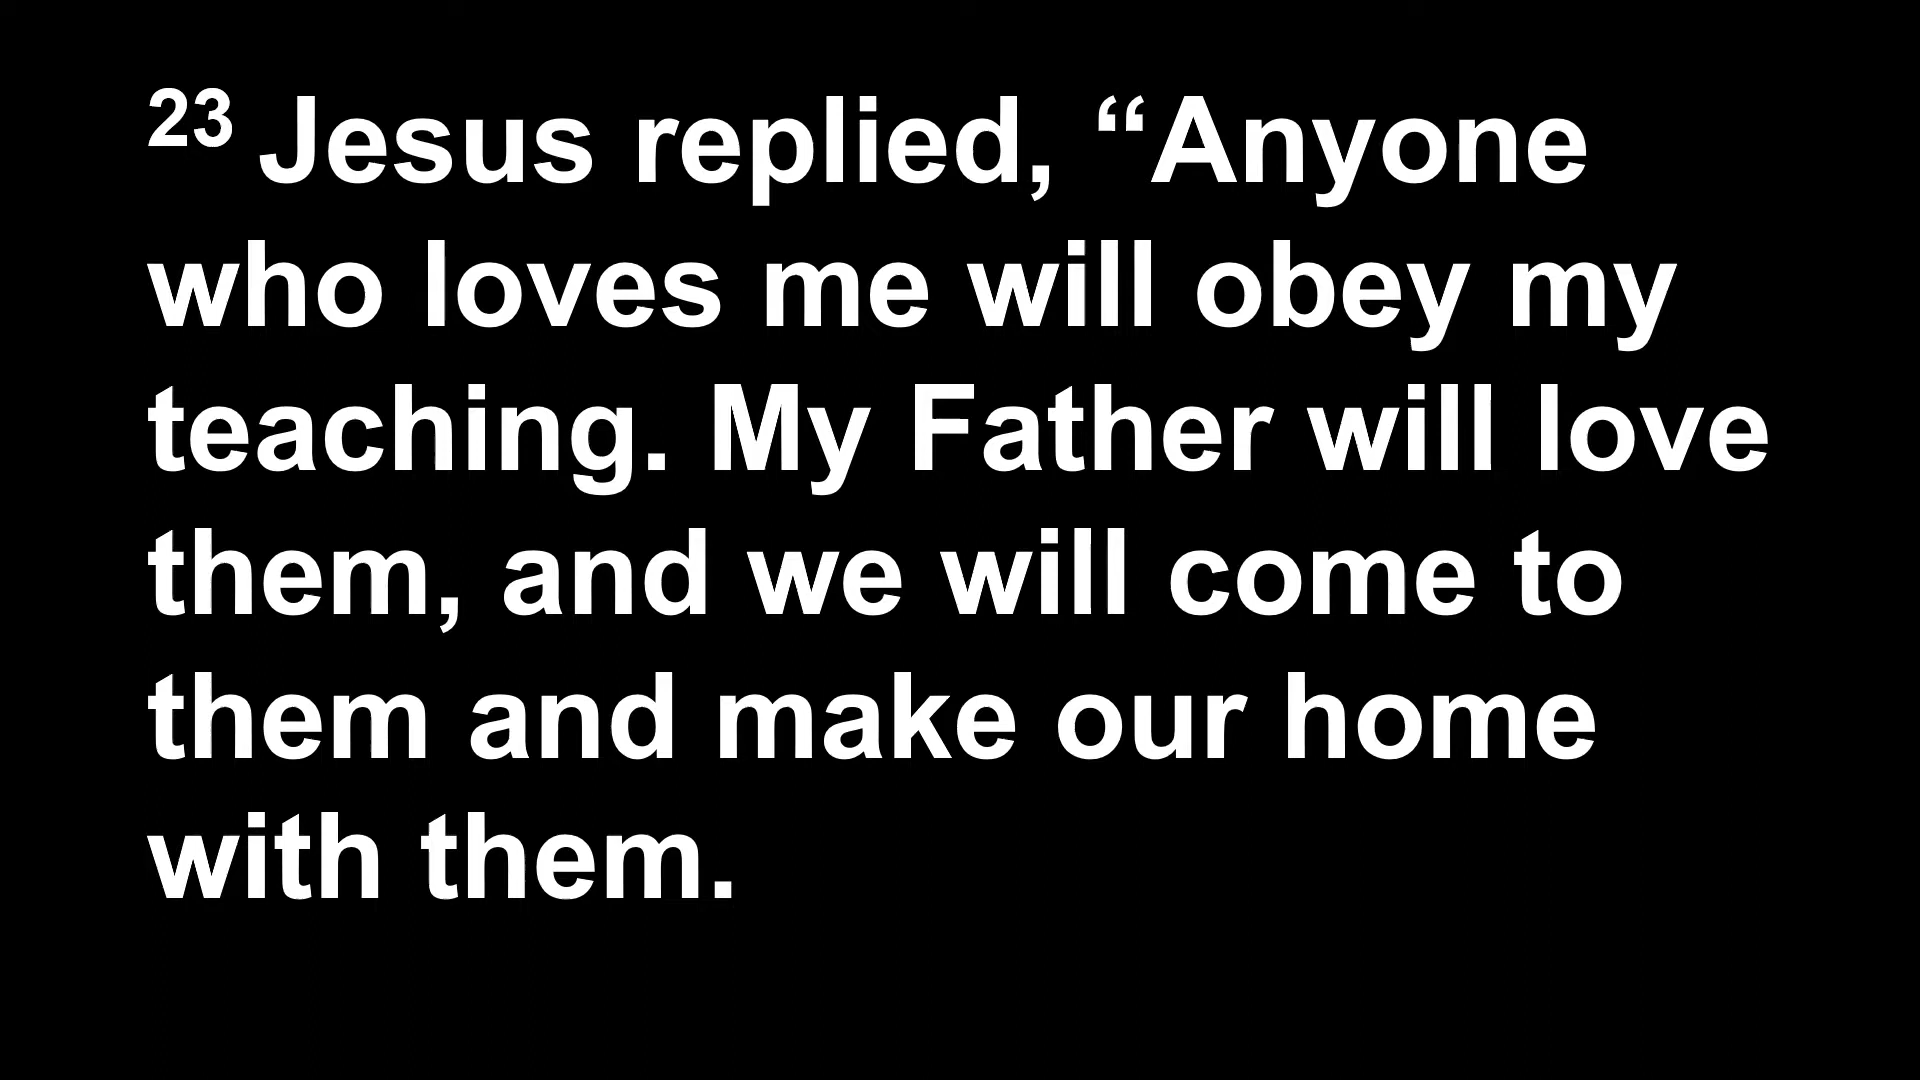 23 Jesus replied, “Anyone
who loves me will obey my
teaching. My Father will love
them, and we will come to
them and make our home
with them.